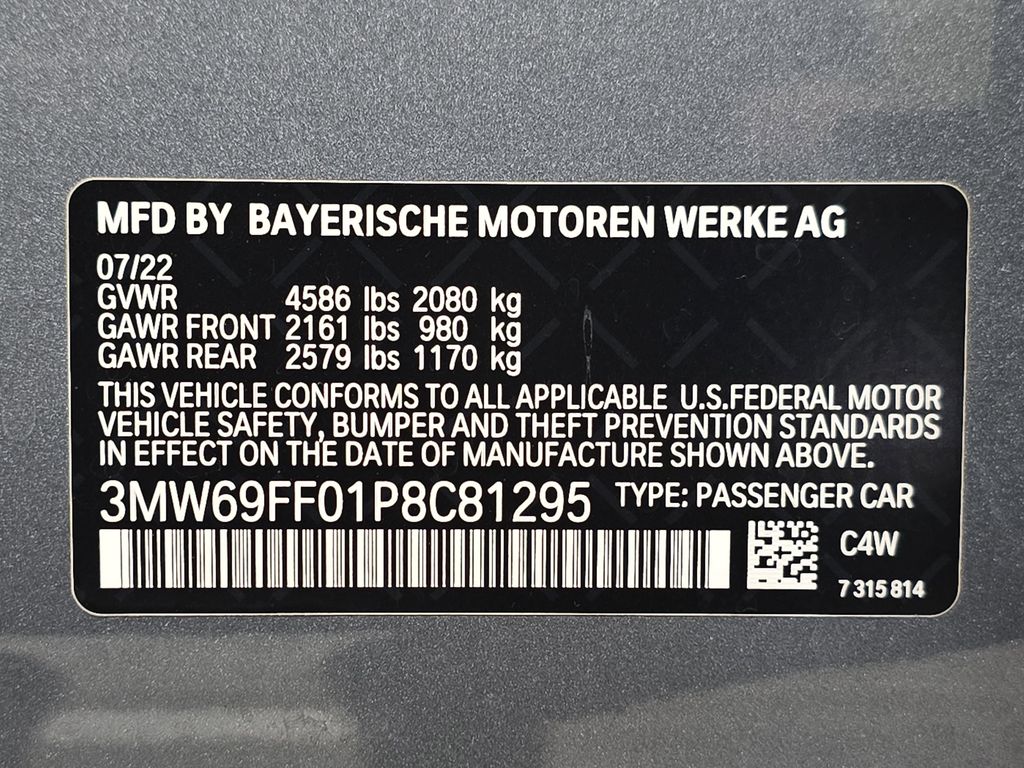 MFD BY BAYERISCHE MOTOREN WERKE AG
07/22
GVWR 4586 lbs 2080 kg
GAWR FRONT 2161 lbs 980 kg
GAWR REAR 2579 lbs 1170 kg
THIS VEHICLE CONFORMS TO ALL APPLICABLE U.S.FEDERAL MOTOR
VEHICLE SAFETY, BUMPER AND THEFT PREVENTION STANDARDS
IN EFFECT ON THE DATE OF MANUFACTURE SHOWN ABOVE.
3MW69FF01P8C81295 TYPE: PASSENGER CAR
C4W
7 315 814